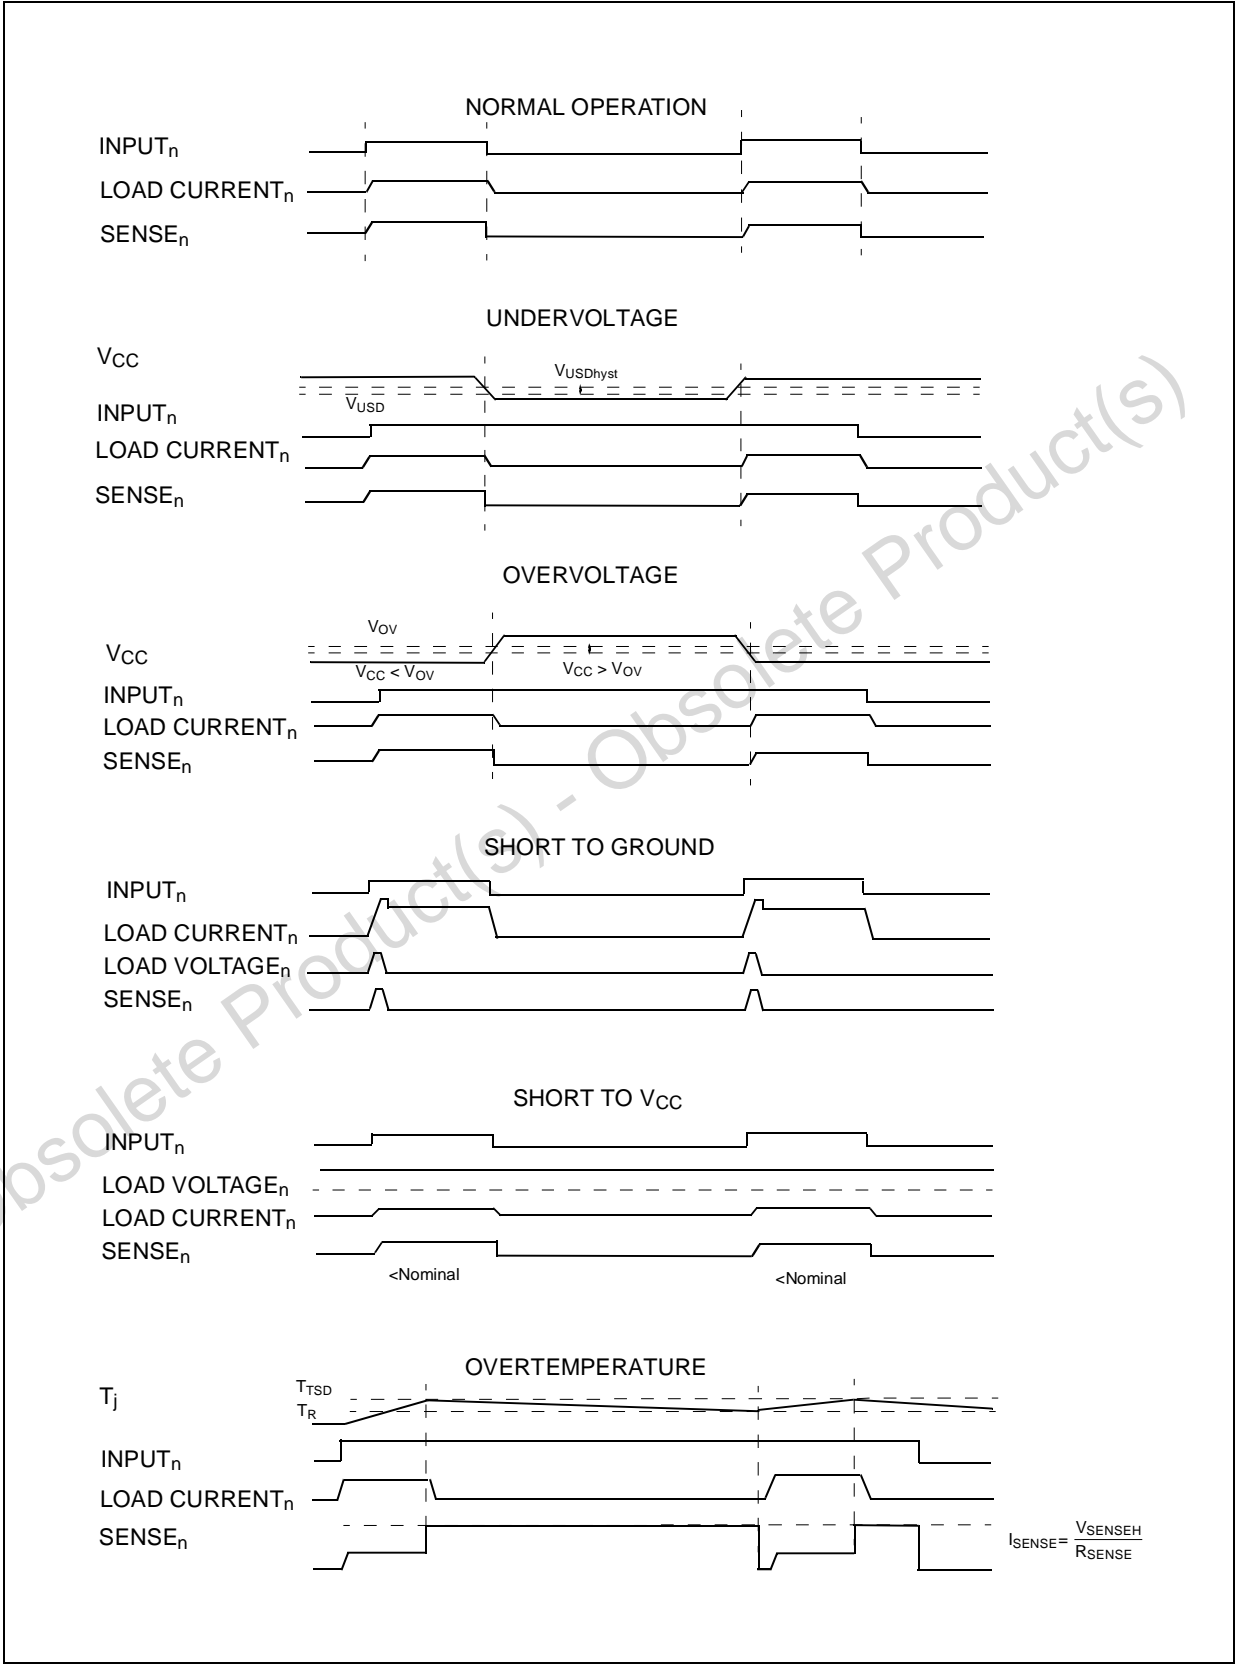 NORMAL OPERATION
INPUTn
LOAD CURRENTn
SENSEn
UNDERVOLTAGE
VCC
VUSDhyst
VUSD
INPUTn
LOAD CURRENTn
SENSEn
OVERVOLTAGE
VOV
VCC
VCC < VOV
VCC > VOV
INPUTn
LOAD CURRENTn
SENSEn
SHORT TO GROUND
INPUTn
LOAD CURRENTn
LOAD VOLTAGEn
SENSEn
SHORT TO VCC
INPUTn
LOAD VOLTAGEn
LOAD CURRENTn
SENSEn
<Nominal
<Nominal
OVERTEMPERATURE
Tj
TTSD
TR
INPUTn
LOAD CURRENTn
SENSEn
ISENSE= VSENSEH
RSENSE
bsolete Product(s) - Obsolete Product(s)